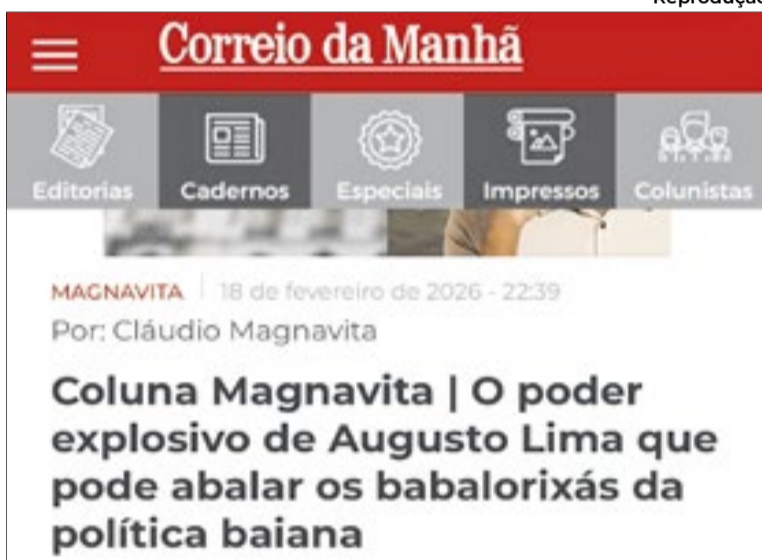 Reprodução
Correio da Manhã
Editorias Cadernos Especiais Impressos Colunistas
MAGNAVITA | 18 de fevereiro de 2026 - 22:39
Por: Cláudio Magnavita
Coluna Magnavita | O poder
explosivo de Augusto Lima que
pode abalar os babalorixás da
política baiana